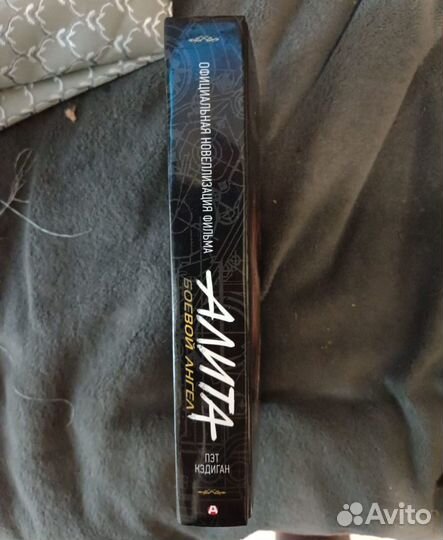 ОФИЦИАЛЬНАЯ НОВЕЛЛИЗАЦИЯ ФИЛЬМА
АЛИТА
БОЕВОЙ АНГЕЛ
ПЭТ
КЭДИГАН
А
Avito